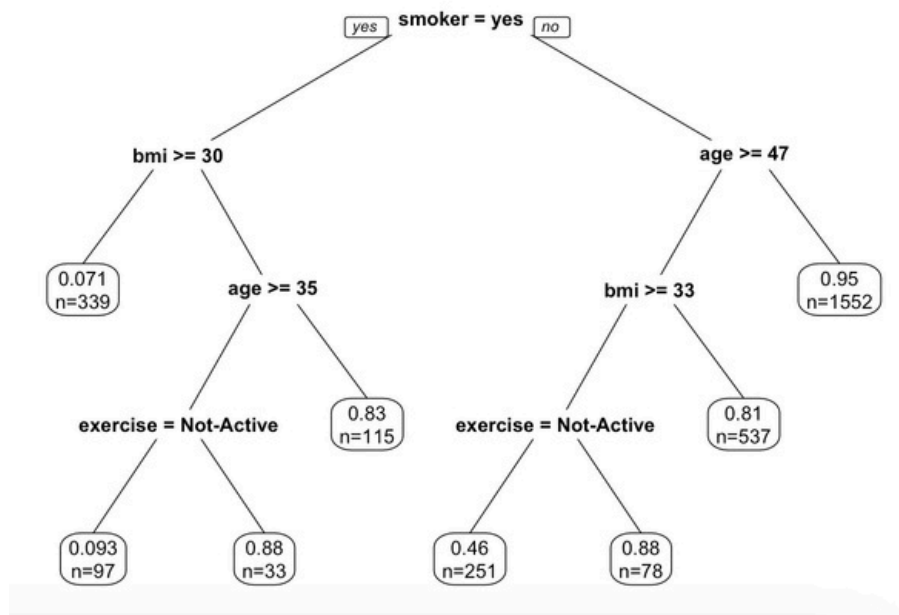 yes
smoker = yes
no
bmi >= 30
age >= 47
0.071
n=339
age >= 35
bmi >= 33
0.95
n=1552
exercise = Not-Active
0.83
n=115
exercise = Not-Active
0.81
n=537
0.093
n=97
0.88
n=33
0.46
n=251
0.88
n=78